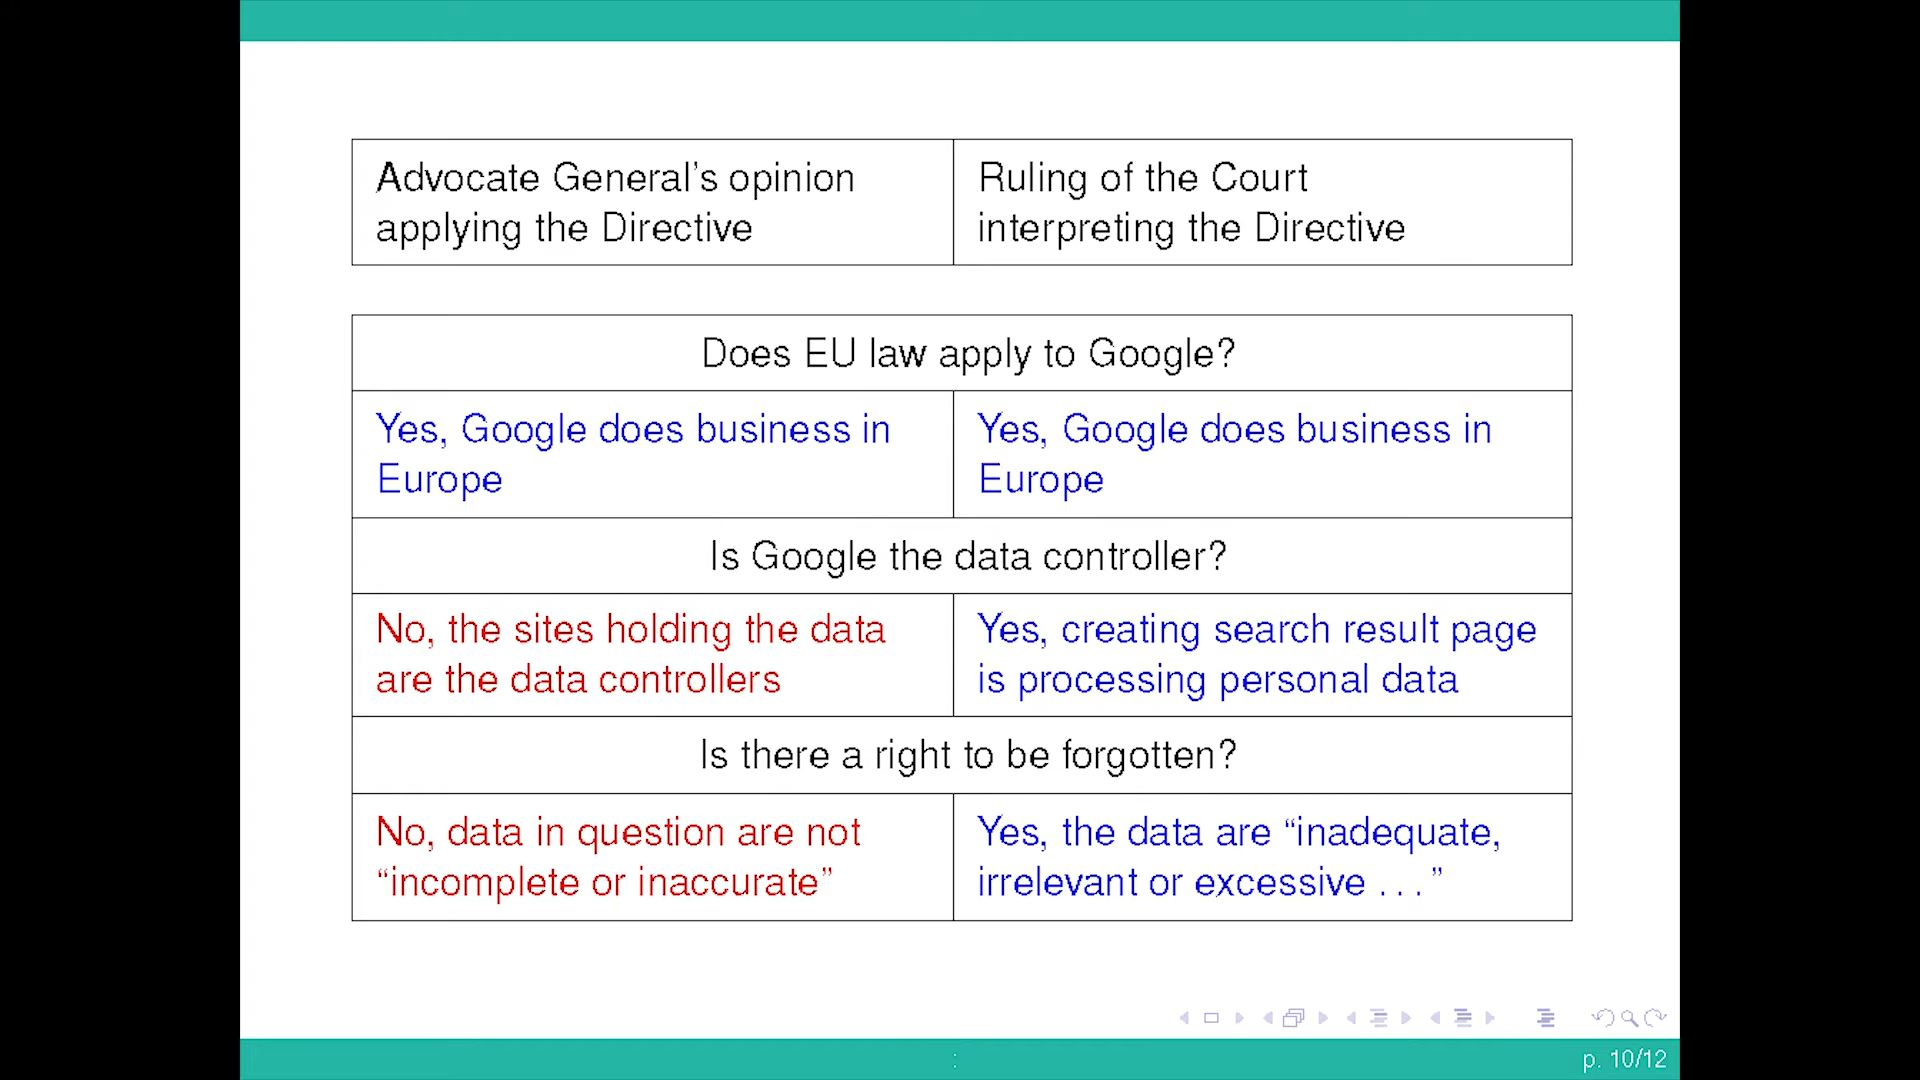 Advocate General's opinion
applying the Directive
Ruling of the Court
interpreting the Directive
Does EU law apply to Google?
Yes, Google does business in
Europe
Yes, Google does business in
Europe
Is Google the data controller?
No, the sites holding the data
are the data controllers
Yes, creating search result page
is processing personal data
Is there a right to be forgotten?
No, data in question are not
“incomplete or inaccurate”
Yes, the data are “inadequate,
irrelevant or excessive . . . ”
:
p. 10/12